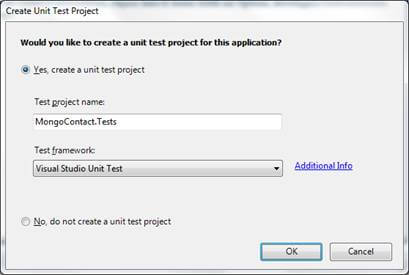 Create Unit Test Project
Would you like to create a unit test project for this application?
Yes, create a unit test project
Test project name:
MongoContact.Tests
Test framework:
Visual Studio Unit Test
Additional Info
No, do not create a unit test project
OK
Cancel